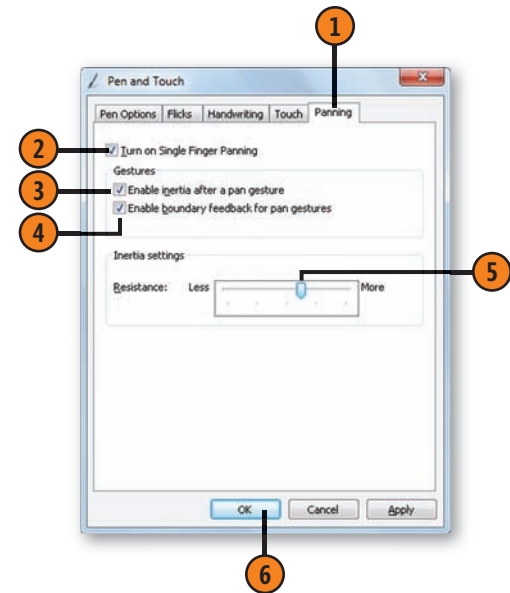 1
Pen and Touch
Pen Options Flicks Handwriting Touch Panning
2 Turn on Single Finger Panning
Gestures
3 Enable inertia after a pan gesture
4 Enable boundary feedback for pan gestures
Inertia settings
5
Resistance: Less More
OK Cancel Apply
6